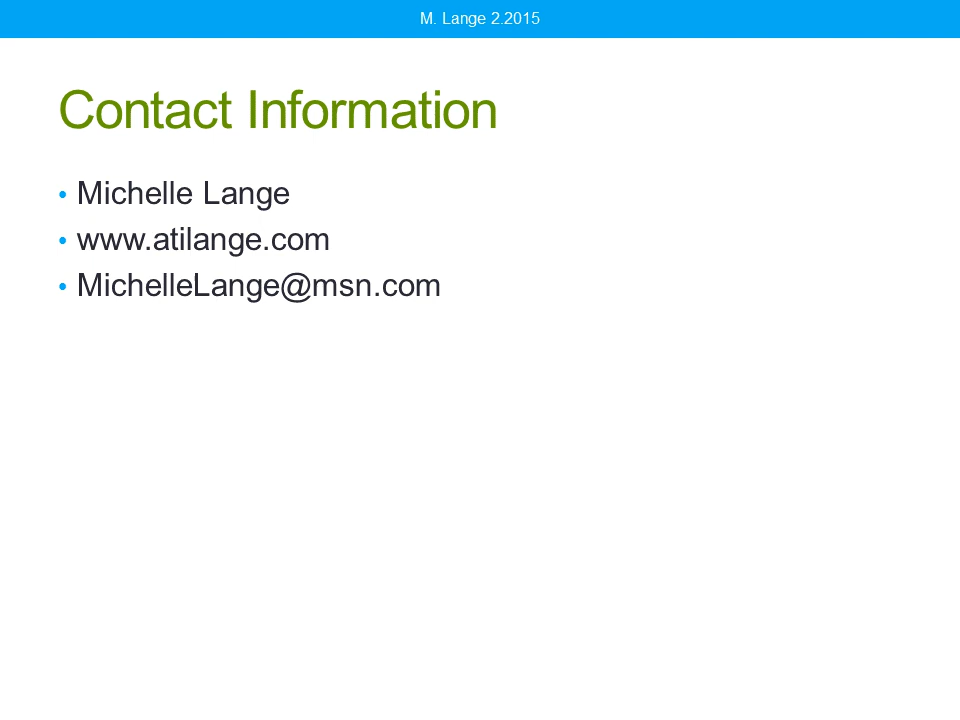 M. Lange 2.2015
Contact Information
• Michelle Lange
• www.atilange.com
• MichelleLange@msn.com